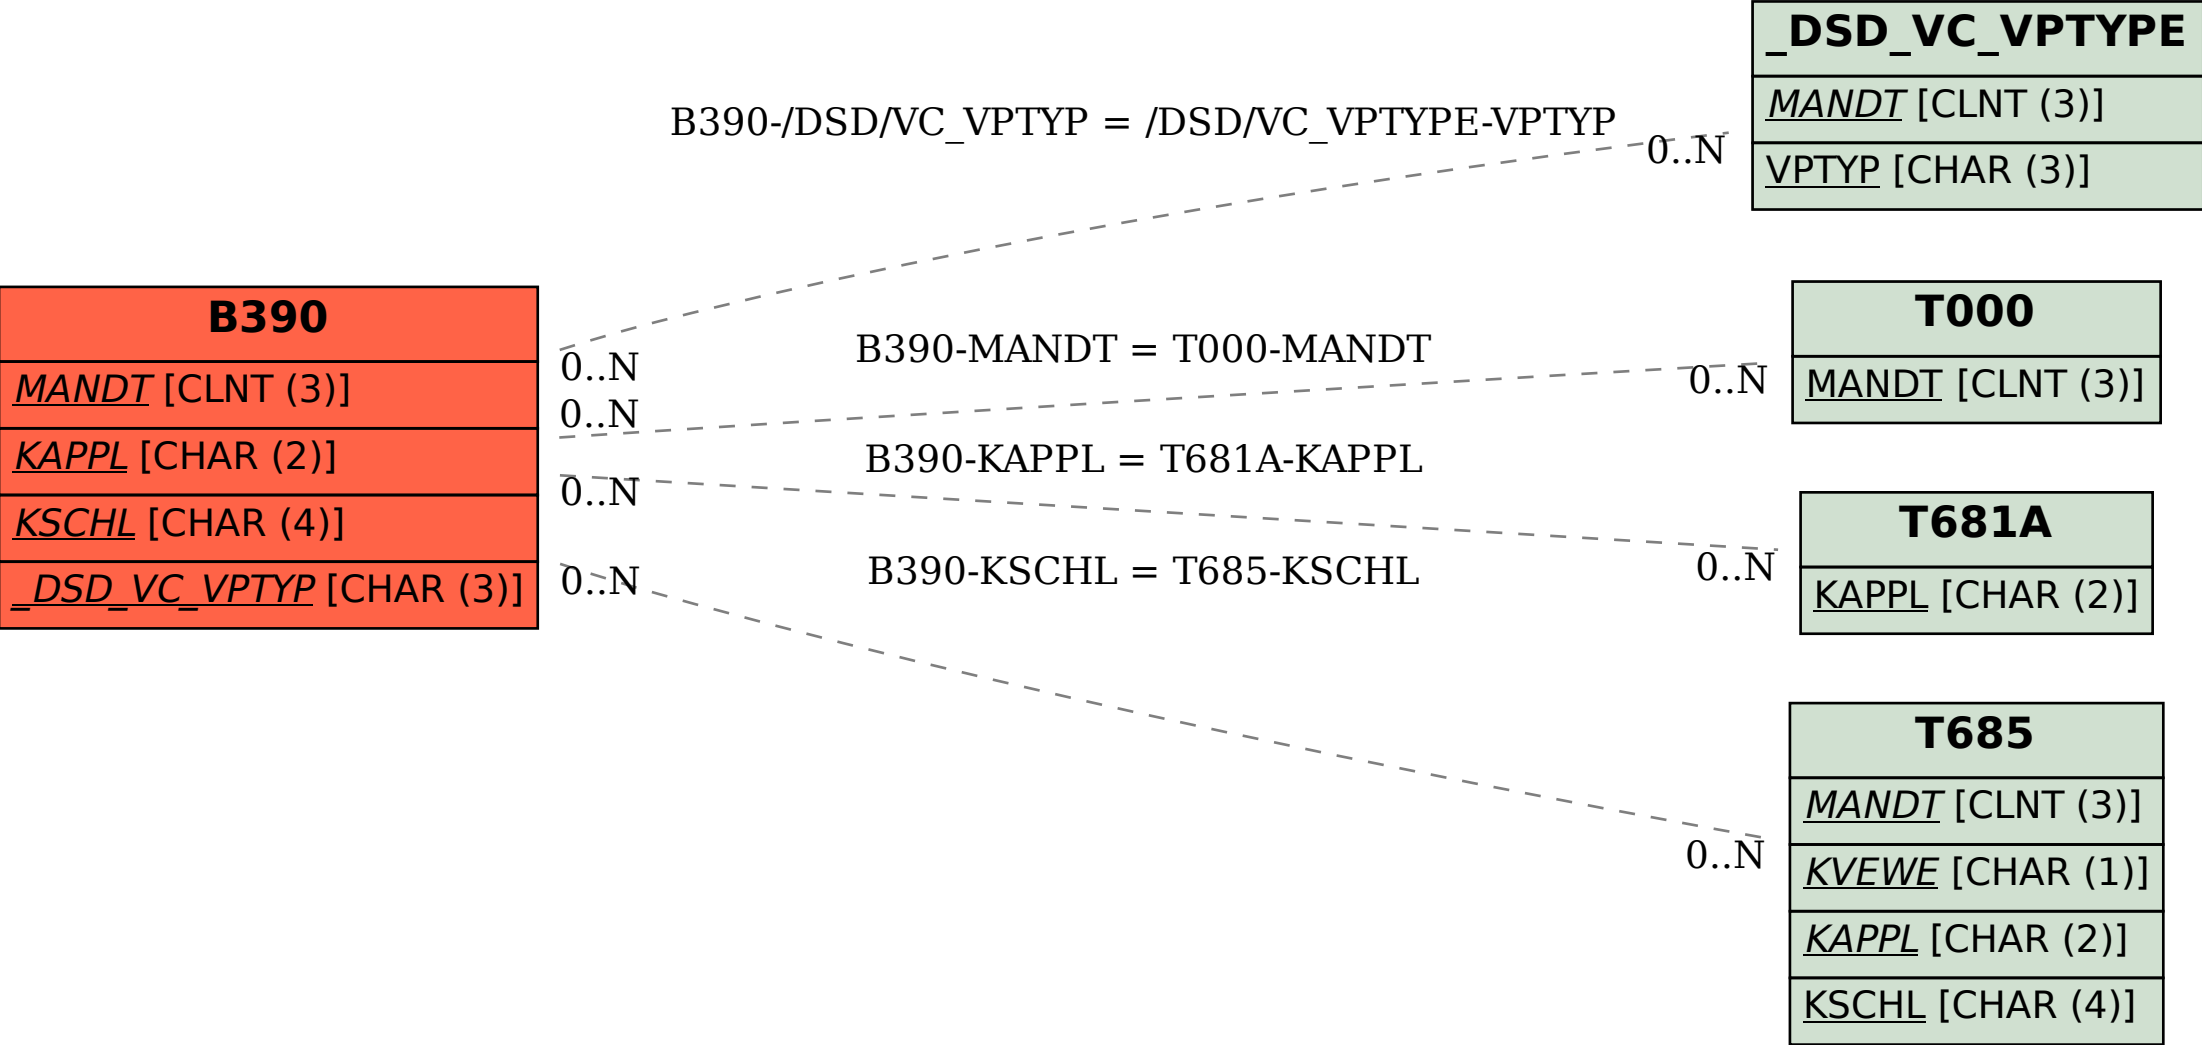 _DSD_VC_VPTYPE
MANDT [CLNT (3)]
VPTYP [CHAR (3)]
B390-/DSD/VC_VPTYP = /DSD/VC_VPTYPE-VPTYP
0..N
0..N
B390
MANDT [CLNT (3)]
KAPPL [CHAR (2)]
KSCHL [CHAR (4)]
_DSD_VC_VPTYP [CHAR (3)]
B390-MANDT = T000-MANDT
0..N
0..N
T000
MANDT [CLNT (3)]
B390-KAPPL = T681A-KAPPL
0..N
0..N
T681A
KAPPL [CHAR (2)]
B390-KSCHL = T685-KSCHL
0..N
0..N
T685
MANDT [CLNT (3)]
KVEWE [CHAR (1)]
KAPPL [CHAR (2)]
KSCHL [CHAR (4)]